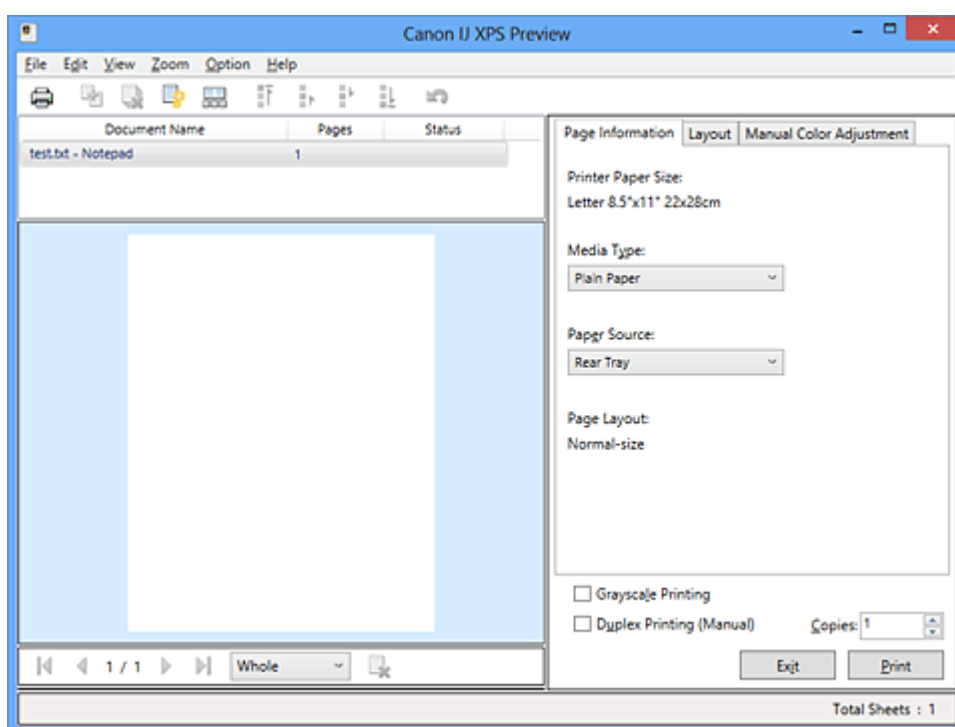 Canon IJ XPS Preview
File Edit View Zoom Option Help
Document Name Pages Status
test.txt - Notepad 1
Page Information Layout Manual Color Adjustment
Printer Paper Size:
Letter 8.5"x11" 22x28cm
Media Type:
Plain Paper
Paper Source:
Rear Tray
Page Layout:
Normal-size
Grayscale Printing
Duplex Printing (Manual) Copies: 1
1 / 1 Whole Exit Print
Total Sheets : 1